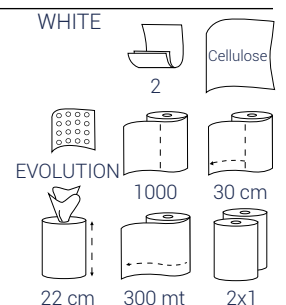 WHITE
Cellulose
2
EVOLUTION
1000
30 cm
22 cm
300 mt
2x1